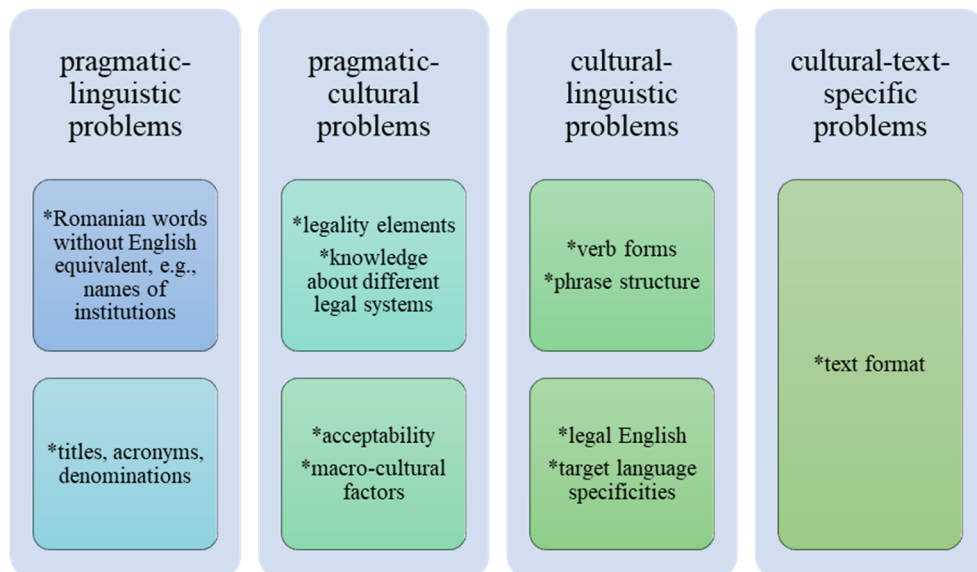 pragmatic-
linguistic
problems
*Romanian words
without English
equivalent, e.g.,
names of
institutions
*titles, acronyms,
denominations
pragmatic-
cultural
problems
*legality elements
*knowledge
about different
legal systems
*acceptability
*macro-cultural
factors
cultural-
linguistic
problems
*verb forms
*phrase structure
*legal English
*target language
specificities
cultural-text-
specific
problems
*text format